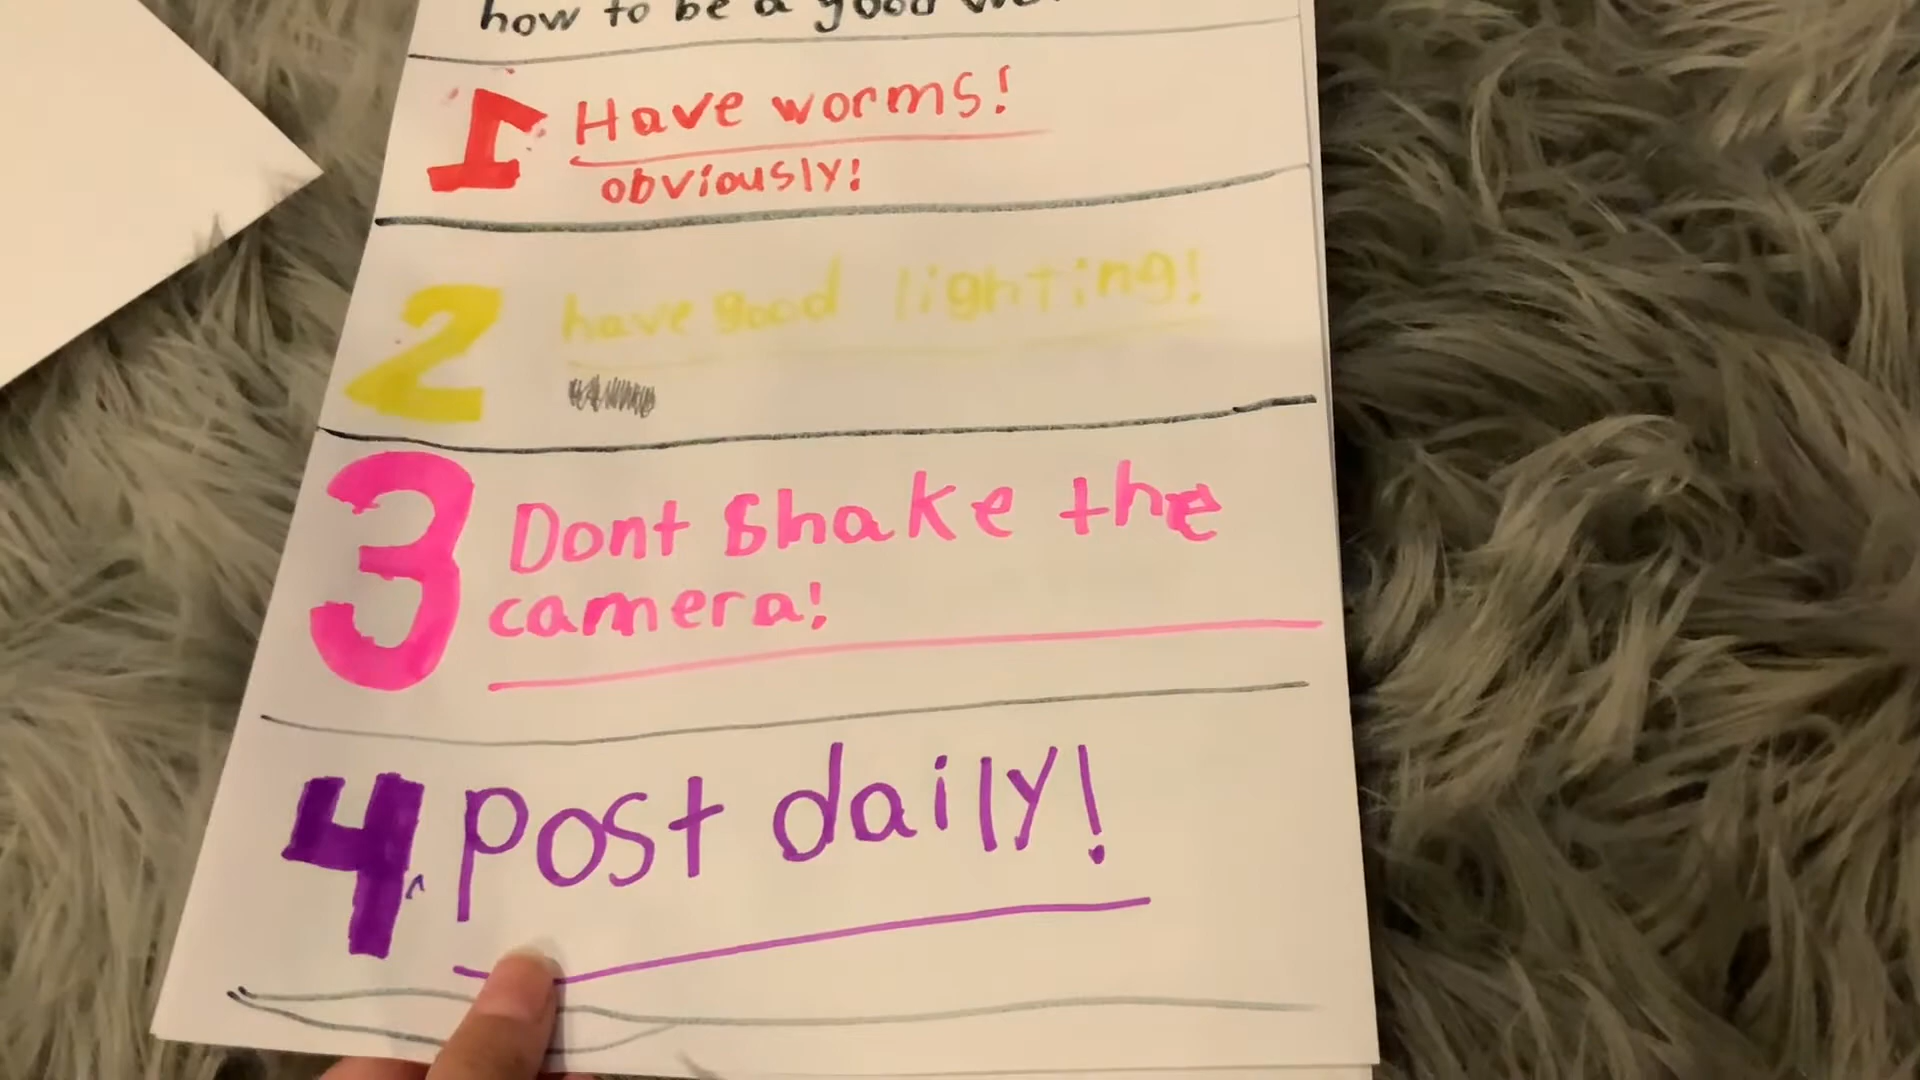 how to be a good
1 Have worms!
obviously!
2 have good lighting!
3 Dont Shake the
camera!
4 Post daily!